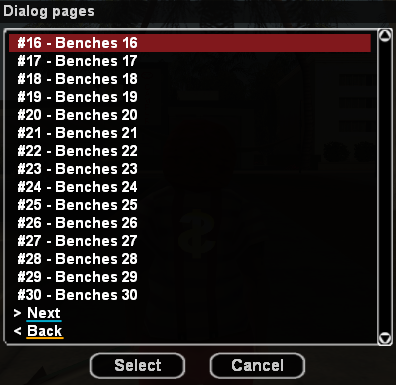 Dialog pages
#16 - Benches 16
#17 - Benches 17
#18 - Benches 18
#19 - Benches 19
#20 - Benches 20
#21 - Benches 21
#22 - Benches 22
#23 - Benches 23
#24 - Benches 24
#25 - Benches 25
#26 - Benches 26
#27 - Benches 27
#28 - Benches 28
#29 - Benches 29
#30 - Benches 30
> Next
< Back
Select Cancel